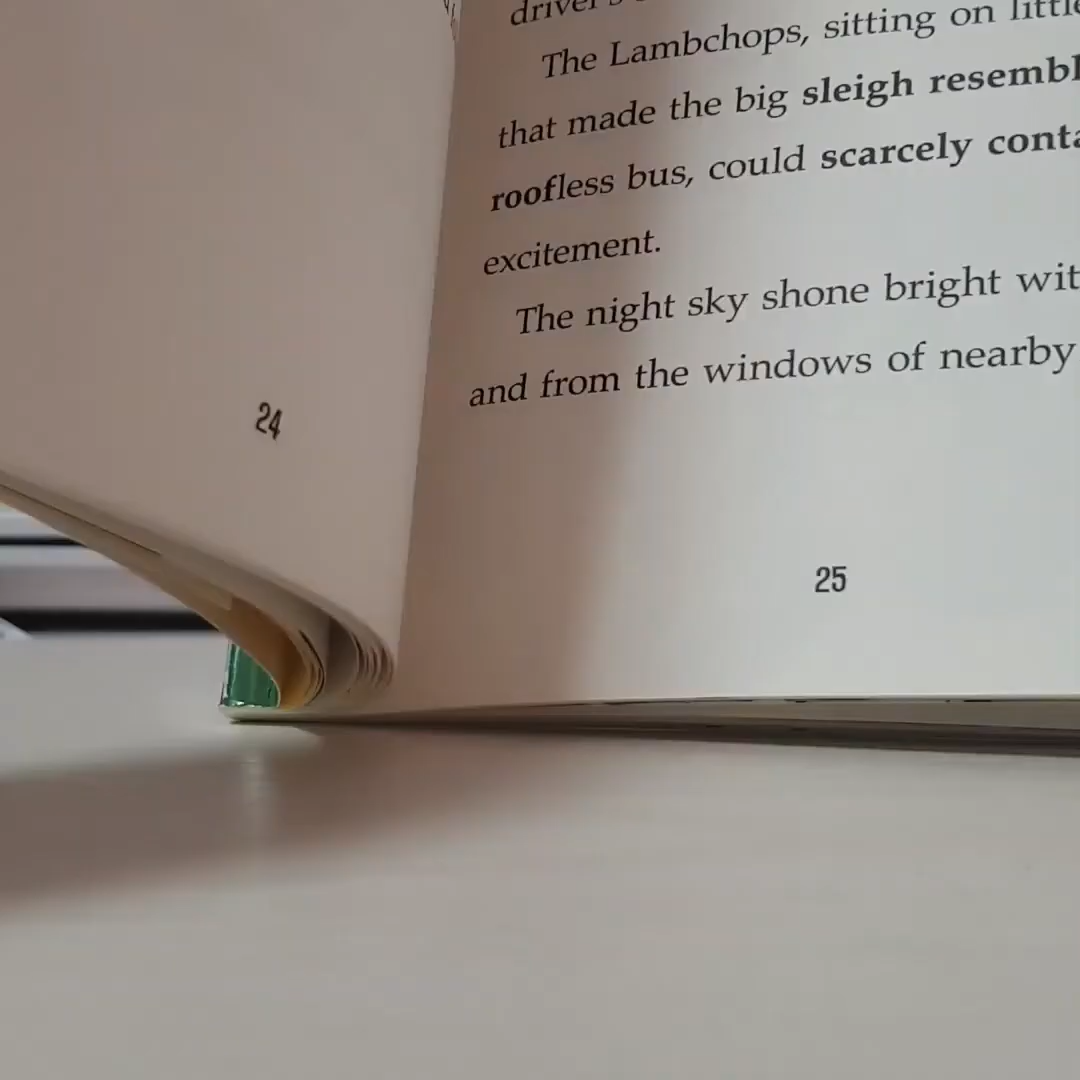 24
The Lambchops, sitting on
that made the big sleigh
roofless bus, could scarcely
excitement.
The night sky shone bright
and from the windows of nearby
25